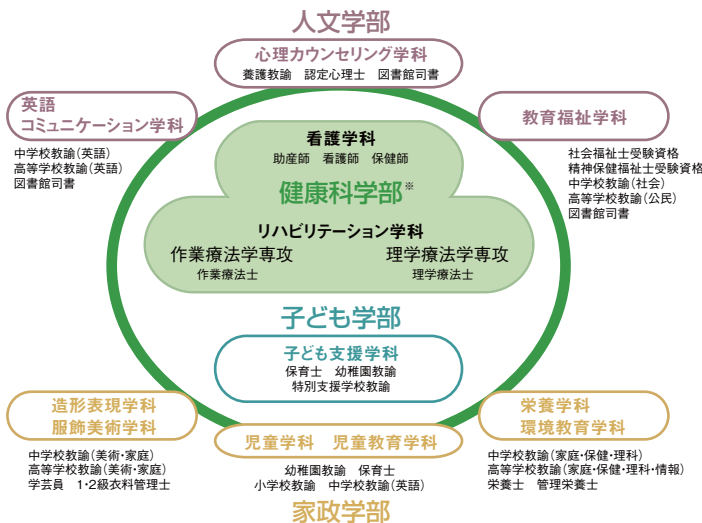 人文学部
心理カウンセリング学科
養護教諭 認定心理士 図書館司書
英語
コミュニケーション学科
中学校教諭(英語)
高等学校教諭(英語)
図書館司書
教育福祉学科
社会福祉士受験資格
精神保健福祉士受験資格
中学校教諭(社会)
高等学校教諭(公民)
図書館司書
看護学科
助産師 看護師 保健師
健康科学部※
リハビリテーション学科
作業療法学専攻
作業療法士
理学療法学専攻
理学療法士
子ども学部
子ども支援学科
保育士 幼稚園教諭
特別支援学校教諭
造形表現学科
服飾美術学科
中学校教諭(美術・家庭)
高等学校教諭(美術・家庭)
学芸員 1・2級衣料管理士
児童学科 児童教育学科
幼稚園教諭 保育士
小学校教諭 中学校教諭(英語)
栄養学科
環境教育学科
中学校教諭(家庭・保健・理科)
高等学校教諭(家庭・保健・理科・情報)
栄養士 管理栄養士
家政学部